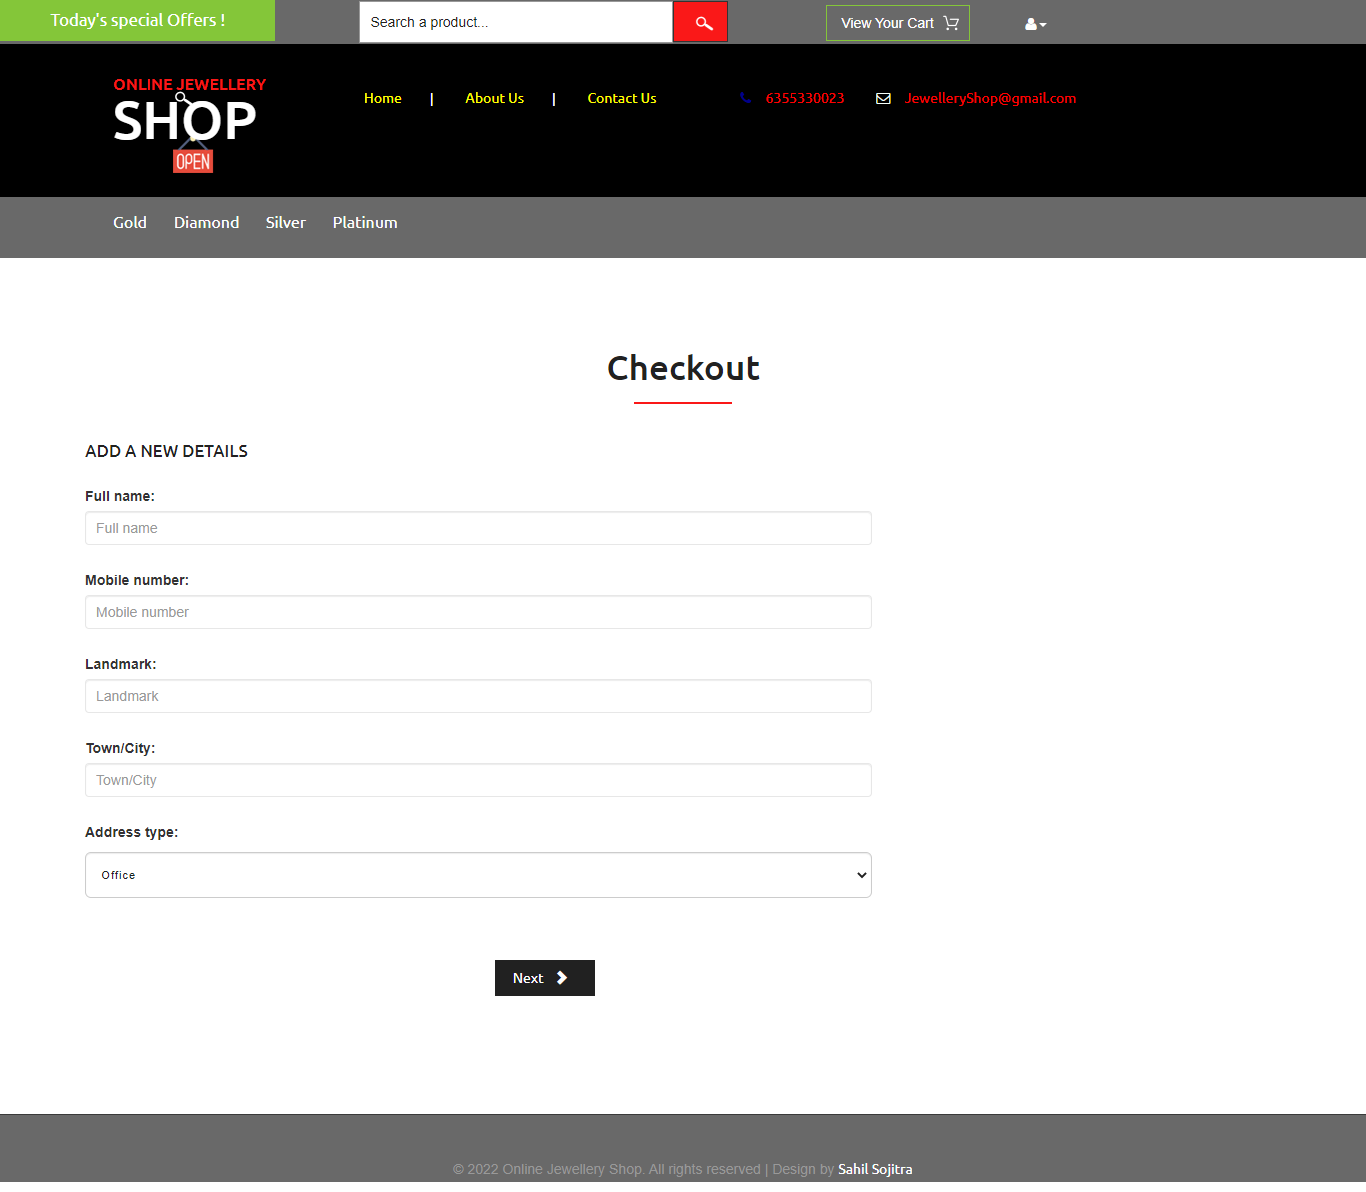 Today's special Offers !
Search a product...
View Your Cart
ONLINE JEWELLERY
SHOP
OPEN
Home | About Us | Contact Us
6355330023
JewelleryShop@gmail.com
Gold Diamond Silver Platinum
Checkout
ADD A NEW DETAILS
Full name:
Full name
Mobile number:
Mobile number
Landmark:
Landmark
Town/City:
Town/City
Address type:
Office
Next
© 2022 Online Jewellery Shop. All rights reserved | Design by Sahil Sojitra